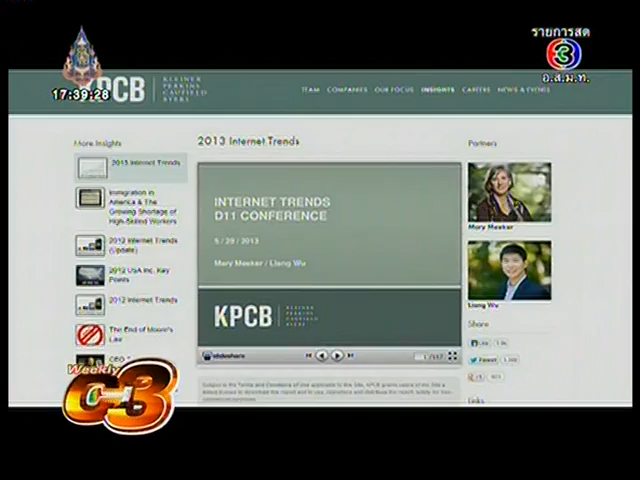 รายการสด
3
อ.ส.ม.ท.
17:39:28
KPCB
KLEINER
PERKINS
CAUFIELD
BYERS
TEAM COMPANIES OUR FOCUS INSIGHTS CAREERS NEWS & EVENTS
More Insights
2013 Internet Trends
Immigration in
America & The
Growing Shortage of
High-Skilled Workers
2012 Internet Trends
(Update)
2012 USA Inc. Key
Points
2012 Internet Trends
The End of Moore's
Law
CEO
2013 Internet Trends
INTERNET TRENDS
D11 CONFERENCE
5 / 29 / 2013
Mary Meeker / Liang Wu
KPCB
KLEINER
PERKINS
CAUFIELD
BYERS
slideshare
/117
Partners
Mary Meeker
Liang Wu
Share
Like
Tweet
Links
Weekly
C-3